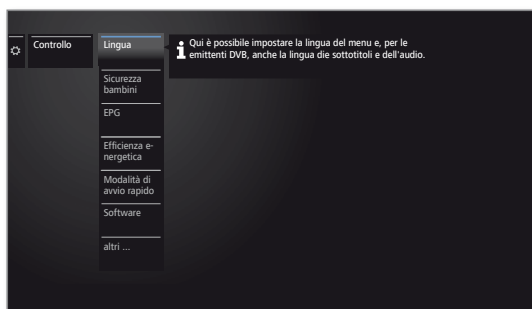 Controllo
Lingua
Qui è possibile impostare la lingua del menu e, per le
emittenti DVB, anche la lingua die sottotitoli e dell'audio.
Sicurezza
bambini
EPG
Efficienza e-
nergetica
Modalità di
avvio rapido
Software
altri ...